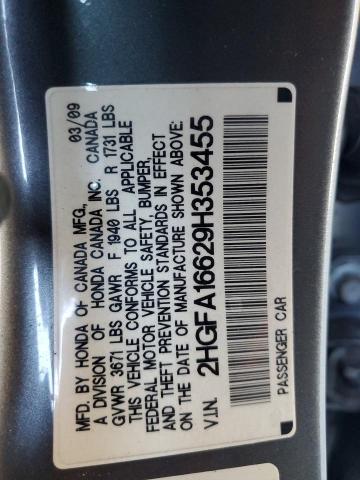 MFD. BY HONDA OF CANADA MFG., 03/09
A DIVISION OF HONDA CANADA INC. CANADA
GVWR 3671 LBS GAWR F 1940 LBS R 1731 LBS
THIS VEHICLE CONFORMS TO ALL APPLICABLE
FEDERAL MOTOR VEHICLE SAFETY, BUMPER,
AND THEFT PREVENTION STANDARDS IN EFFECT
ON THE DATE OF MANUFACTURE SHOWN ABOVE.
V.I.N. 2HGFA16629H353455
PASSENGER CAR